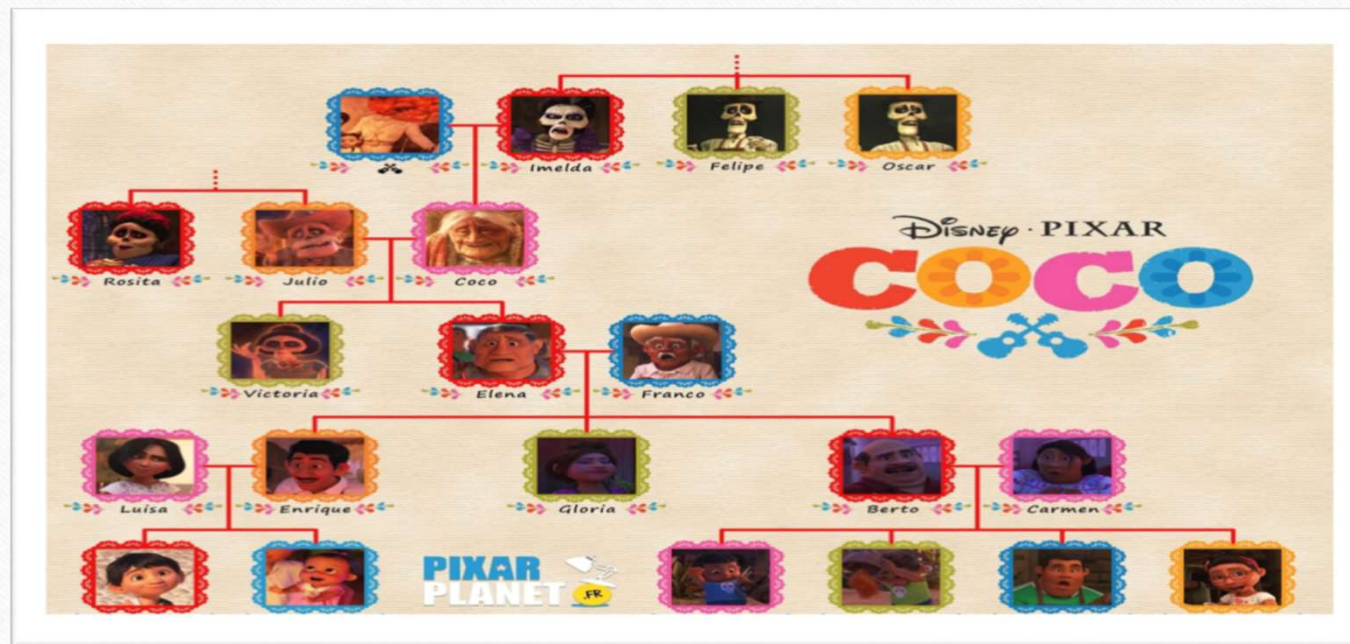 Imelda
Felipe
Oscar
Rosita
Julio
Coco
DISNEY · PIXAR
COCO
Victoria
Elena
Franco
Luisa
Enrique
Gloria
Berto
Carmen
PIXAR
PLANET
.FR